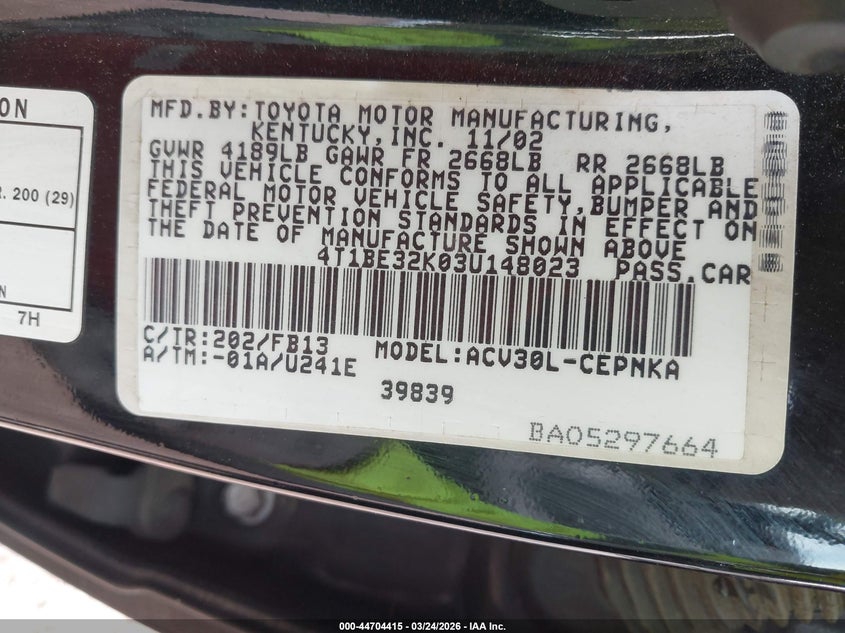 ON
R. 200 (29)
N
7H
MFD.BY:TOYOTA MOTOR MANUFACTURING,
KENTUCKY,INC. 11/02
GVWR 4189LB GAWR FR 2668LB RR 2668LB
THIS VEHICLE CONFORMS TO ALL APPLICABLE
FEDERAL MOTOR VEHICLE SAFETY,BUMPER AND
THEFT PREVENTION STANDARDS IN EFFECT ON
THE DATE OF MANUFACTURE SHOWN ABOVE
4T1BE32K03U148023 PASS.CAR
C/TR:202/FB13 MODEL:ACV30L-CEPNKA
A/TM:-01A/U241E
39839
BA05297664
000-44704415 - 03/24/2026 - IAA Inc.